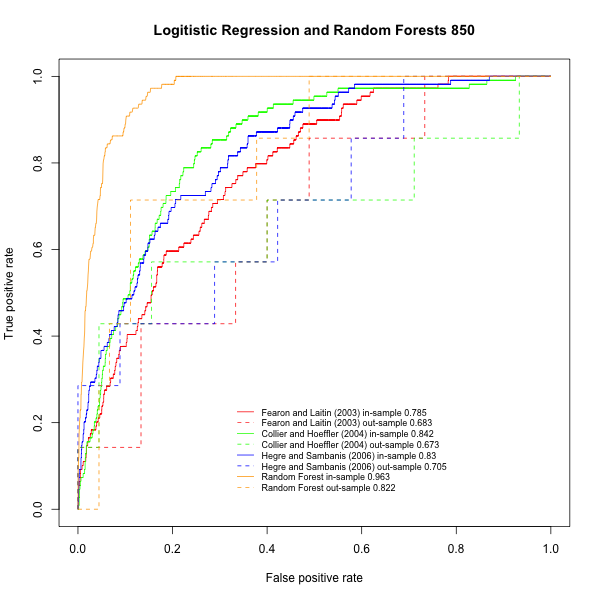 Logitistic Regression and Random Forests 850
True positive rate
1.0
0.8
0.6
0.4
0.2
0.0
Fearon and Laitin (2003) in-sample 0.785
Fearon and Laitin (2003) out-sample 0.683
Collier and Hoeffler (2004) in-sample 0.842
Collier and Hoeffler (2004) out-sample 0.673
Hegre and Sambanis (2006) in-sample 0.83
Hegre and Sambanis (2006) out-sample 0.705
Random Forest in-sample 0.963
Random Forest out-sample 0.822
0.0 0.2 0.4 0.6 0.8 1.0
False positive rate